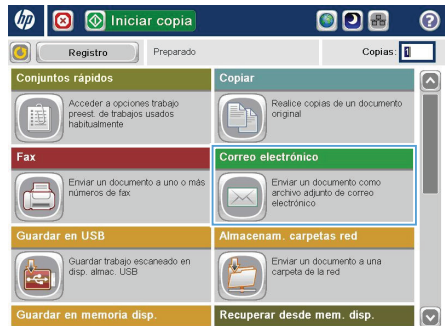 hp
Iniciar copia
Registro
Preparado
Copias: 1
Conjuntos rápidos
Copiar
Acceder a opciones trabajo
preest. de trabajos usados
habitualmente
Realice copias de un documento
original
Fax
Correo electrónico
Enviar un documento a uno o más
números de fax
Enviar un documento como
archivo adjunto de correo
electrónico
Guardar en USB
Almacenam. carpetas red
Guardar trabajo escaneado en
disp. almac. USB
Enviar un documento a una
carpeta de la red
Guardar en memoria disp.
Recuperar desde mem. disp.